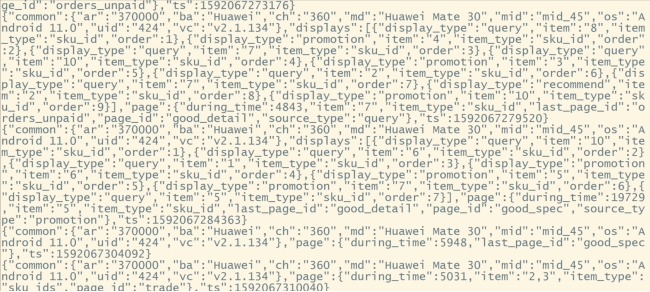 ge_id":"orders_unpaid"},"ts":1592067273176}
{"common":{"ar":"370000","ba":"Huawei","ch":"360","md":"Huawei Mate 30","mid":"mid_45","os":"A
ndroid 11.0","uid":"424","vc":"v2.1.134"},"displays":[{"display_type":"query","item":"8","item
_type":"sku_id","order":1},{"display_type":"promotion","item":"4","item_type":"sku_id","order"
:2},{"display_type":"query","item":"7","item_type":"sku_id","order":3},{"display_type":"query"
,"item":"10","item_type":"sku_id","order":4},{"display_type":"promotion","item":"3","item_type
":"sku_id","order":5},{"display_type":"query","item":"2","item_type":"sku_id","order":6},{"dis
play_type":"query","item":"7","item_type":"sku_id","order":7},{"display_type":"recommend","ite
m":"2","item_type":"sku_id","order":8},{"display_type":"promotion","item":"10","item_type":"sk
u_id","order":9}],"page":{"during_time":4843,"item":"7","item_type":"sku_id","last_page_id":"o
rders_unpaid","page_id":"good_detail","source_type":"query"},"ts":1592067279520}
{"common":{"ar":"370000","ba":"Huawei","ch":"360","md":"Huawei Mate 30","mid":"mid_45","os":"A
ndroid 11.0","uid":"424","vc":"v2.1.134"},"displays":[{"display_type":"query","item":"10","ite
m_type":"sku_id","order":1},{"display_type":"query","item":"6","item_type":"sku_id","order":2}
,{"display_type":"query","item":"1","item_type":"sku_id","order":3},{"display_type":"promotion
","item":"6","item_type":"sku_id","order":4},{"display_type":"promotion","item":"5","item_type
":"sku_id","order":5},{"display_type":"promotion","item":"7","item_type":"sku_id","order":6},{
"display_type":"query","item":"5","item_type":"sku_id","order":7}],"page":{"during_time":19729
,"item":"5","item_type":"sku_id","last_page_id":"good_detail","page_id":"good_spec","source_ty
pe":"promotion"},"ts":1592067284363}
{"common":{"ar":"370000","ba":"Huawei","ch":"360","md":"Huawei Mate 30","mid":"mid_45","os":"A
ndroid 11.0","uid":"424","vc":"v2.1.134"},"page":{"during_time":5948,"last_page_id":"good_spec
"},"ts":1592067304092}
{"common":{"ar":"370000","ba":"Huawei","ch":"360","md":"Huawei Mate 30","mid":"mid_45","os":"A
ndroid 11.0","uid":"424","vc":"v2.1.134"},"page":{"during_time":5031,"item":"2,3","item_type":
"sku_ids","page_id":"trade"},"ts":1592067310040}